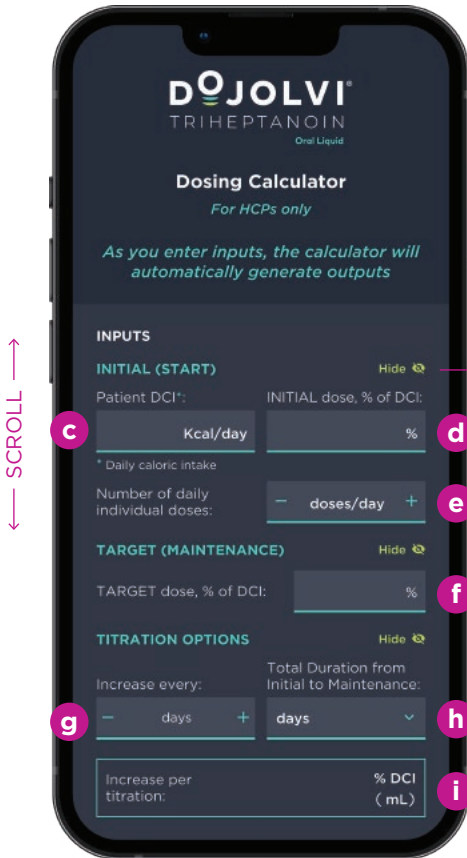 DOJOLVI®
TRIHEPTANOIN
Oral Liquid
Dosing Calculator
For HCPs only
As you enter inputs, the calculator will
automatically generate outputs
SCROLL
INPUTS
INITIAL (START) Hide
Patient DCI*: INITIAL dose, % of DCI:
c Kcal/day % d
* Daily caloric intake
Number of daily
individual doses:
− doses/day + e
TARGET (MAINTENANCE) Hide
TARGET dose, % of DCI: % f
TITRATION OPTIONS Hide
Increase every:
Total Duration from
Initial to Maintenance:
g − days + days h
Increase per
titration:
% DCI
( mL) i